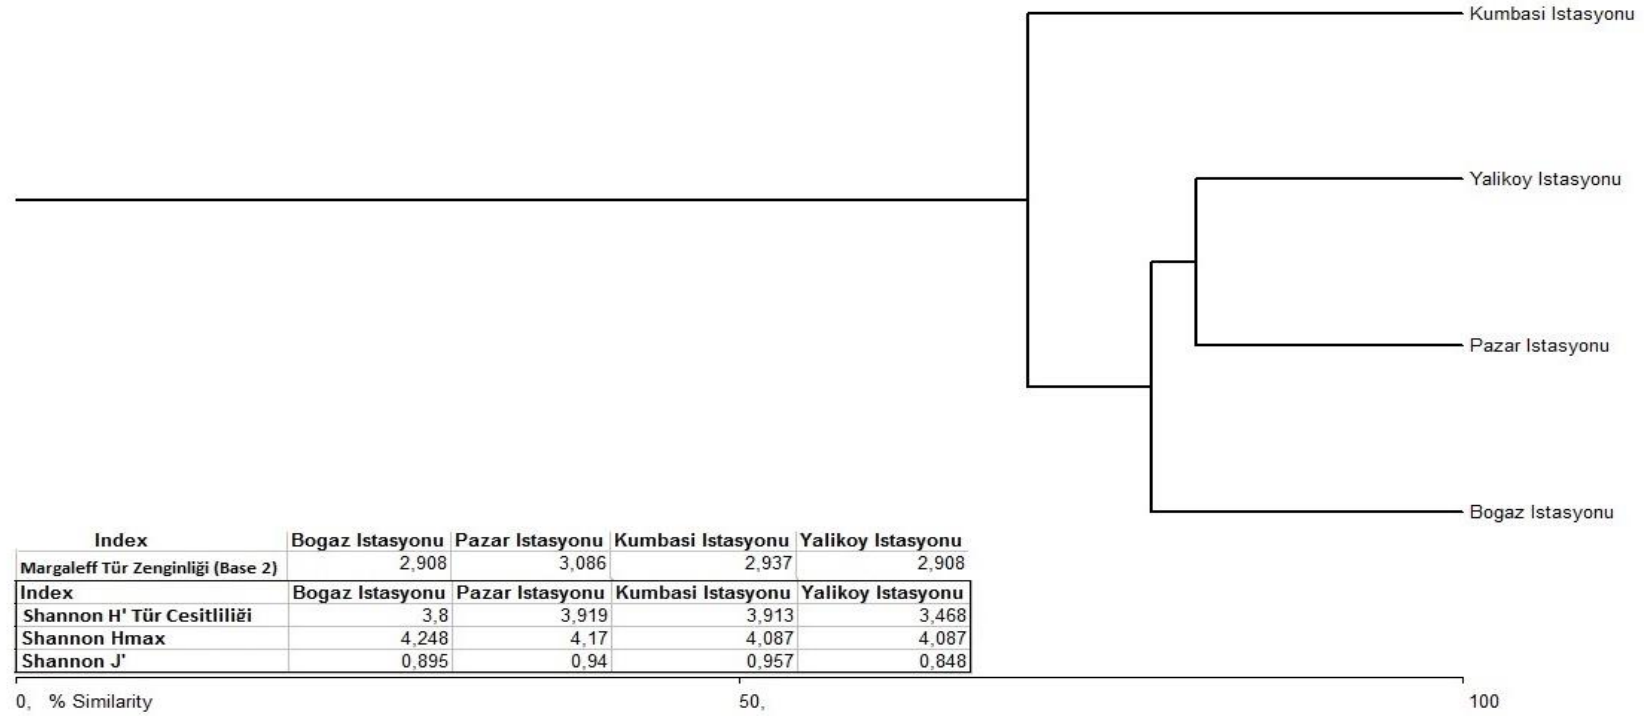 Kumbasi Istasyonu
Yalikoy Istasyonu
Pazar Istasyonu
Bogaz Istasyonu
Index Bogaz Istasyonu Pazar Istasyonu Kumbasi Istasyonu Yalikoy Istasyonu
Margaleff Tür Zenginliği (Base 2) 2,908 3,086 2,937 2,908
Index Bogaz Istasyonu Pazar Istasyonu Kumbasi Istasyonu Yalikoy Istasyonu
Shannon H' Tür Cesitliliği 3,8 3,919 3,913 3,468
Shannon Hmax 4,248 4,17 4,087 4,087
Shannon J' 0,895 0,94 0,957 0,848
0, % Similarity 50, 100